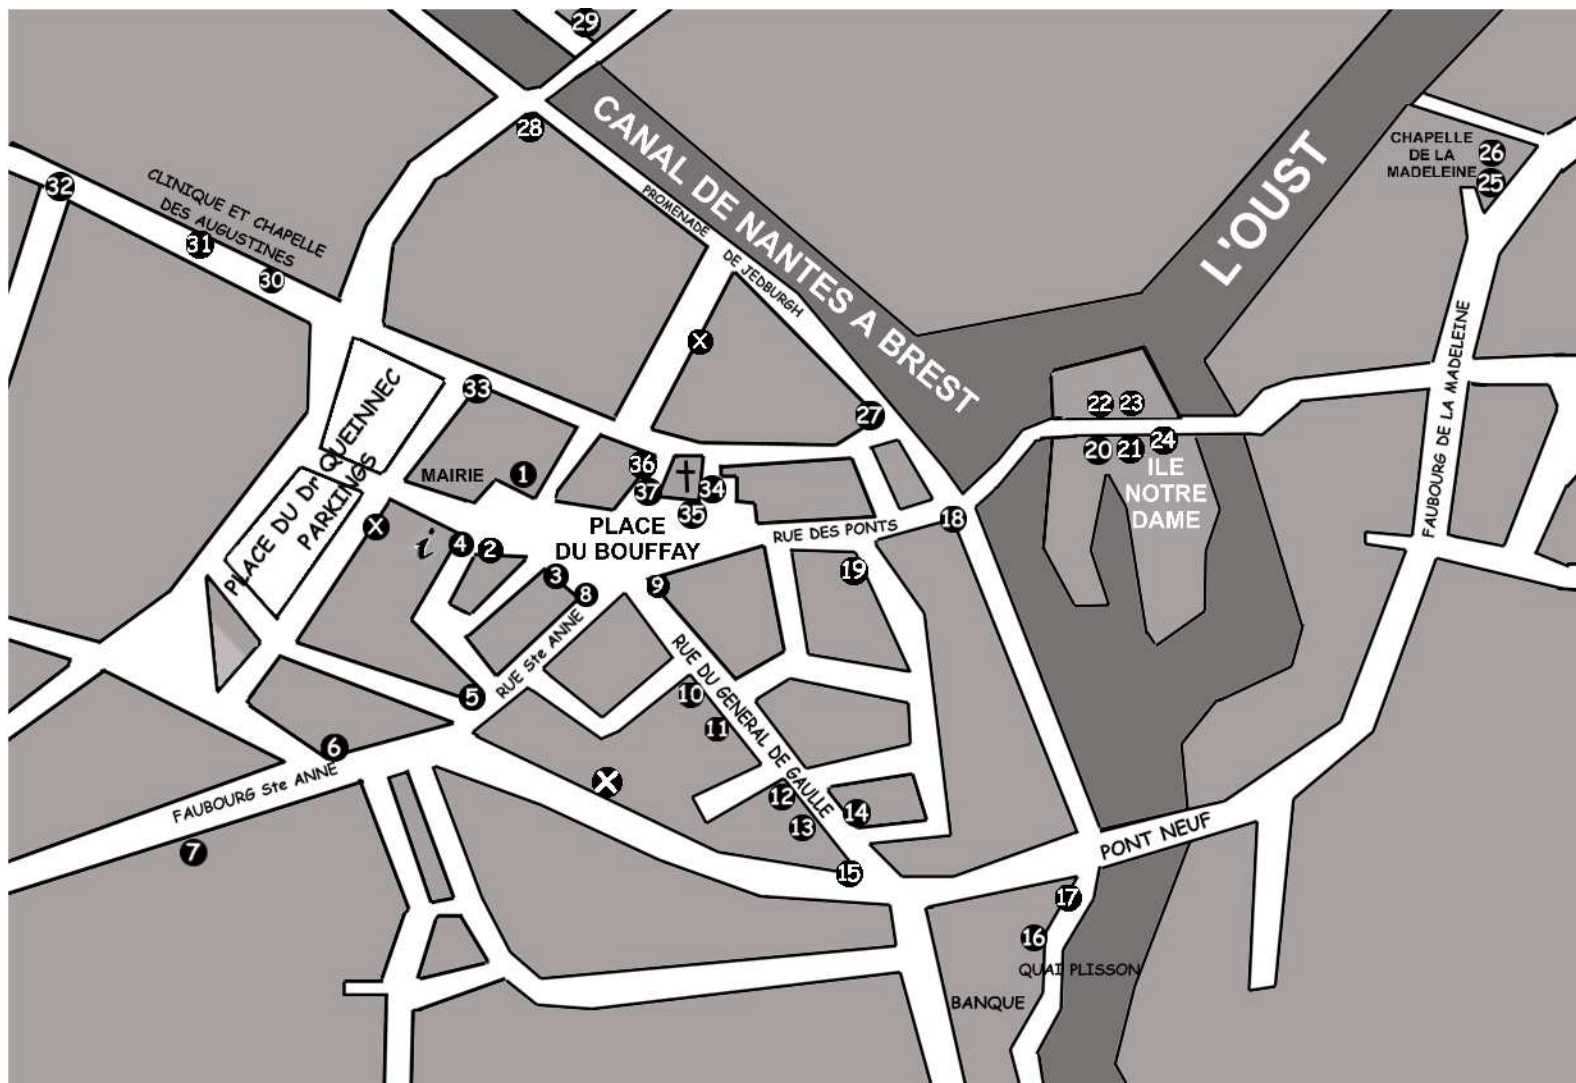 29
28
CANAL DE NANTES A BREST
L'OUST
CHAPELLE
DE LA
MADELEINE
26
25
32
CLINIQUE ET CHAPELLE
DES AUGUSTINES
31
30
PROMENADE
DE JEDBURGH
X
33
27
22
23
20
21
24
ILE
NOTRE
DAME
FAUBOURG DE LA MADELEINE
PLACE DU Dr QUEINNEC
PARKINGS
MAIRIE
1
36
37
34
35
X
i
4
2
PLACE
DU BOUFFAY
RUE DES PONTS
18
3
8
9
19
RUE Ste ANNE
RUE DU GENERAL DE GAULLE
5
10
11
6
FAUBOURG Ste ANNE
X
12
13
14
7
15
PONT NEUF
17
16
QUAI PLISSON
BANQUE